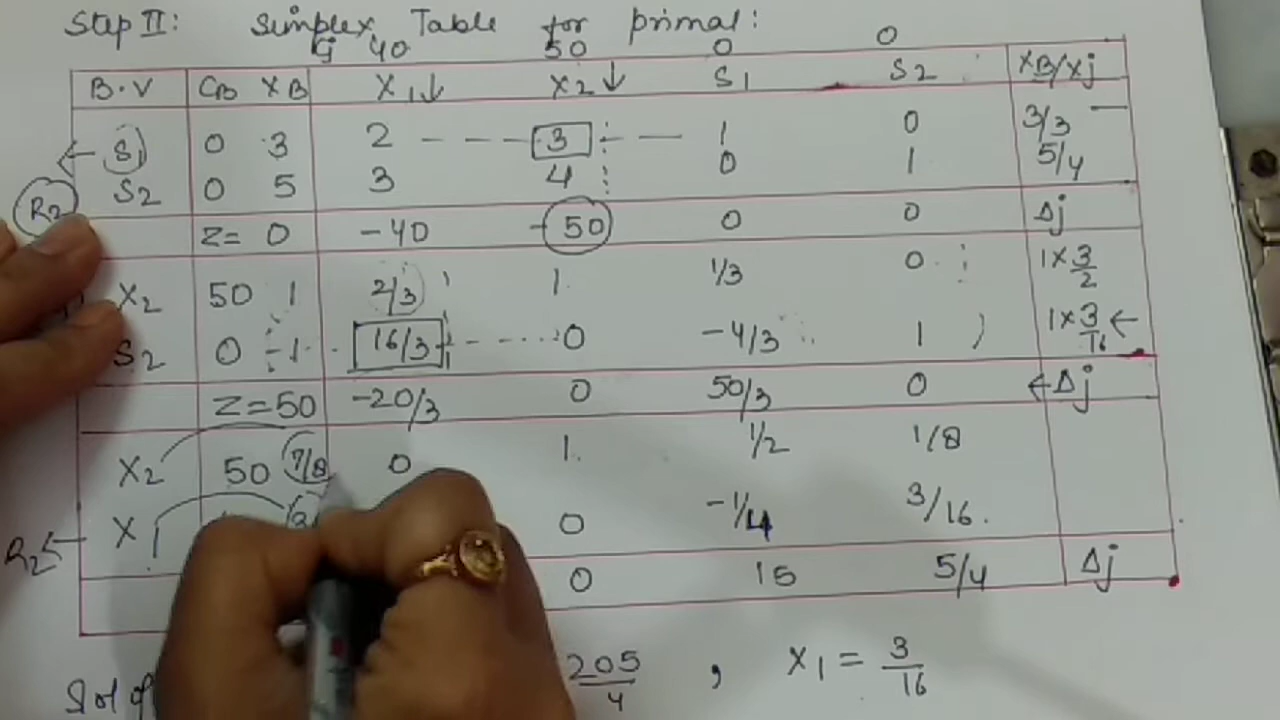 Step II: Simplex Table for primal:
Cj 40 50 0 0
B.V CB XB X1↓ X2↓ S1 S2 XB/Xj
← S1 0 3 2 3 1 0 3/3
S2 0 5 3 4 0 1 5/4
R2 Z= 0 -40 -50 0 0 Δj
X2 50 1 2/3 1 1/3 0 1×3/2
S2 0 1 16/3 0 -4/3 1 1×3/16 ←
Z=50 -20/3 0 50/3 0 ←Δj
X2 50 7/8 0 1 1/2 1/8
R2 X1 0 -1/4 3/16
0 15 5/4 Δj
Sol of 205/4 , X1 = 3/16